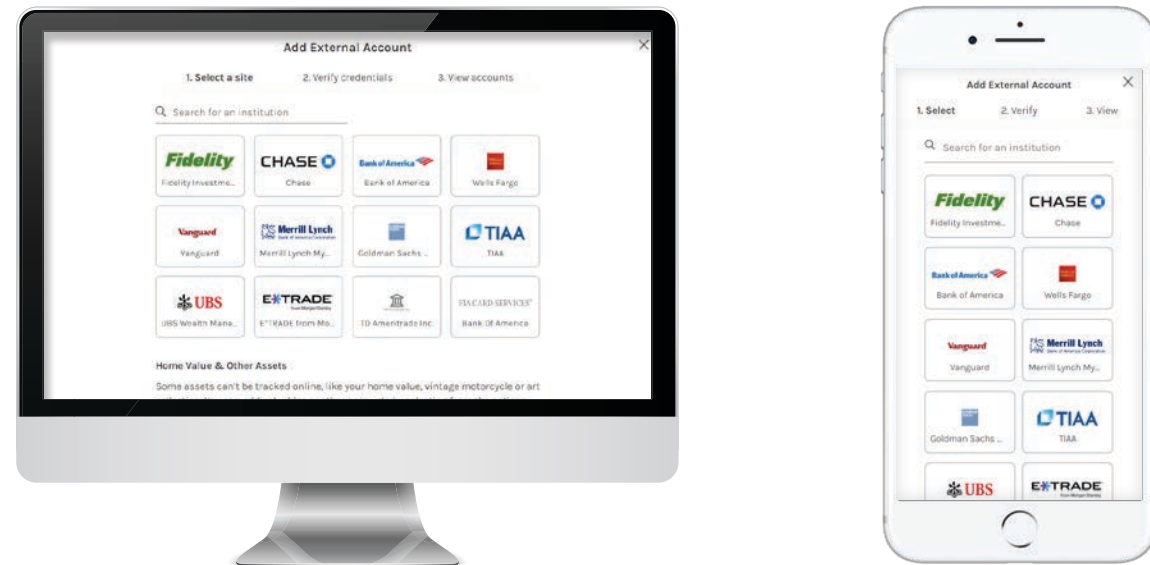 Add External Account
1. Select a site 2. Verify credentials 3. View accounts
Search for an institution
Fidelity CHASE Bank of America
Fidelity Investme... Chase Bank of America Wells Fargo
Vanguard Merrill Lynch TIAA
Vanguard Merrill Lynch My... Goldman Sachs ... TIAA
UBS E*TRADE FIA CARD SERVICES
UBS Wealth Mana... E*TRADE from Mo... TD Ameritrade Inc. Bank Of America
Home Value & Other Assets
Some assets can't be tracked online, like your home value, vintage motorcycle or art
Add External Account
1. Select 2. Verify 3. View
Search for an institution
Fidelity CHASE
Fidelity Investme... Chase
Bank of America
Bank of America Wells Fargo
Vanguard Merrill Lynch
Vanguard Merrill Lynch My...
TIAA
Goldman Sachs ... TIAA
UBS E*TRADE